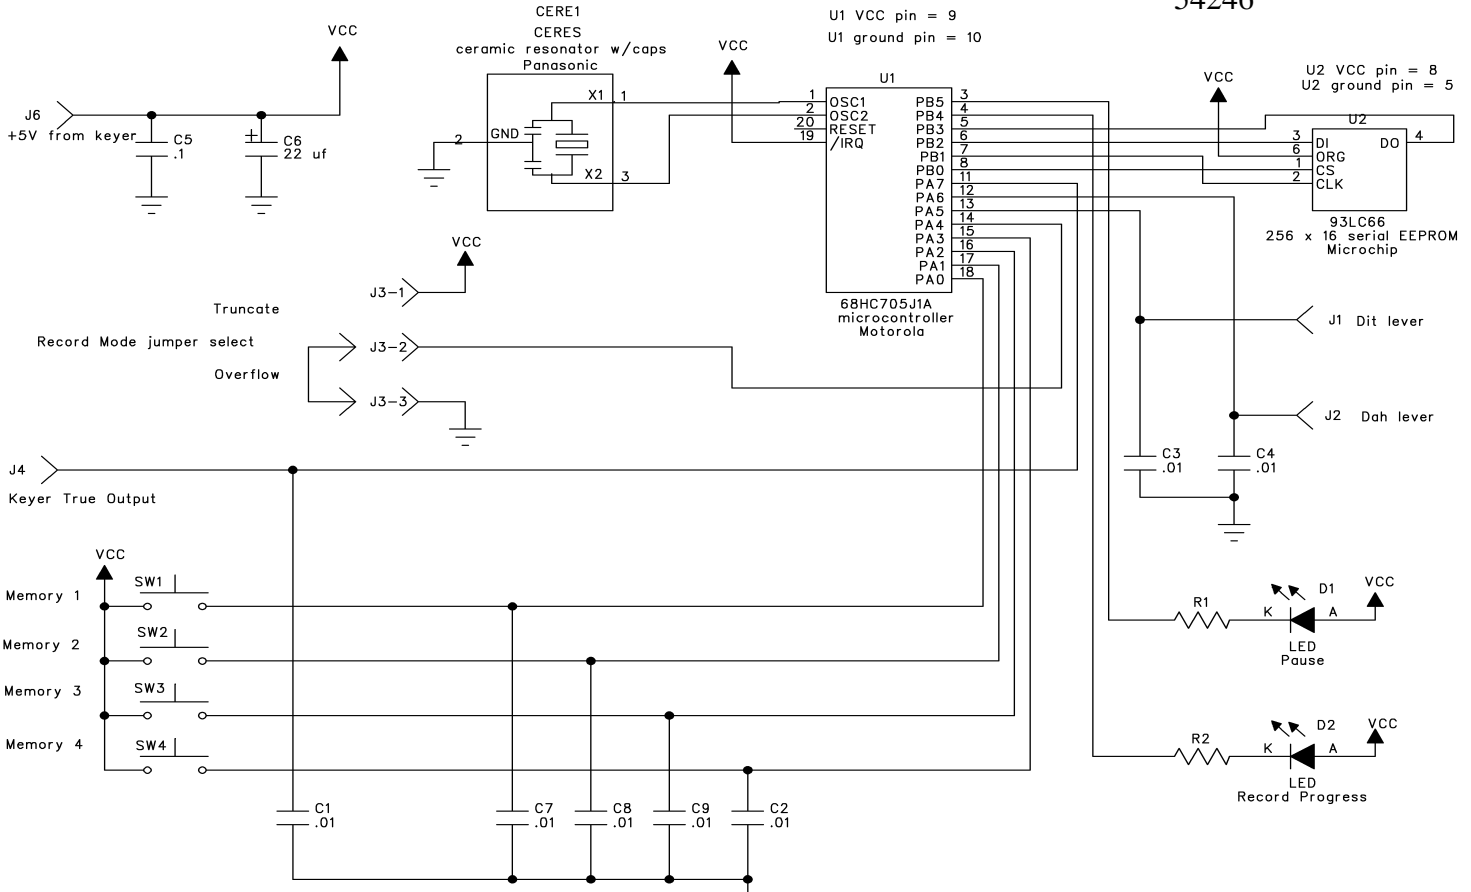 54246
CERE1
CERES
ceramic resonator w/caps
Panasonic
U1 VCC pin = 9
U1 ground pin = 10
VCC
VCC
VCC
U2 VCC pin = 8
U2 ground pin = 5
J6
+5V from keyer
C5
.1
+
C6
22 uf
2
GND
X1
1
X2
3
U1
1
OSC1
2
OSC2
20
RESET
19
/IRQ
PB5
3
PB4
4
PB3
5
PB2
6
PB1
7
PB0
8
PA7
11
PA6
12
PA5
13
PA4
14
PA3
15
PA2
16
PA1
17
PA0
18
68HC705J1A
microcontroller
Motorola
U2
3
DI
DO
4
6
ORG
1
CS
2
CLK
93LC66
256 x 16 serial EEPROM
Microchip
VCC
J3-1
Truncate
Record Mode jumper select
J3-2
Overflow
J3-3
J1 Dit lever
J2 Dah lever
C3
.01
C4
.01
J4
Keyer True Output
VCC
Memory 1
SW1
Memory 2
SW2
Memory 3
SW3
Memory 4
SW4
C1
.01
C7
.01
C8
.01
C9
.01
C2
.01
R1
K
D1
A
VCC
LED
Pause
R2
K
D2
A
VCC
LED
Record Progress